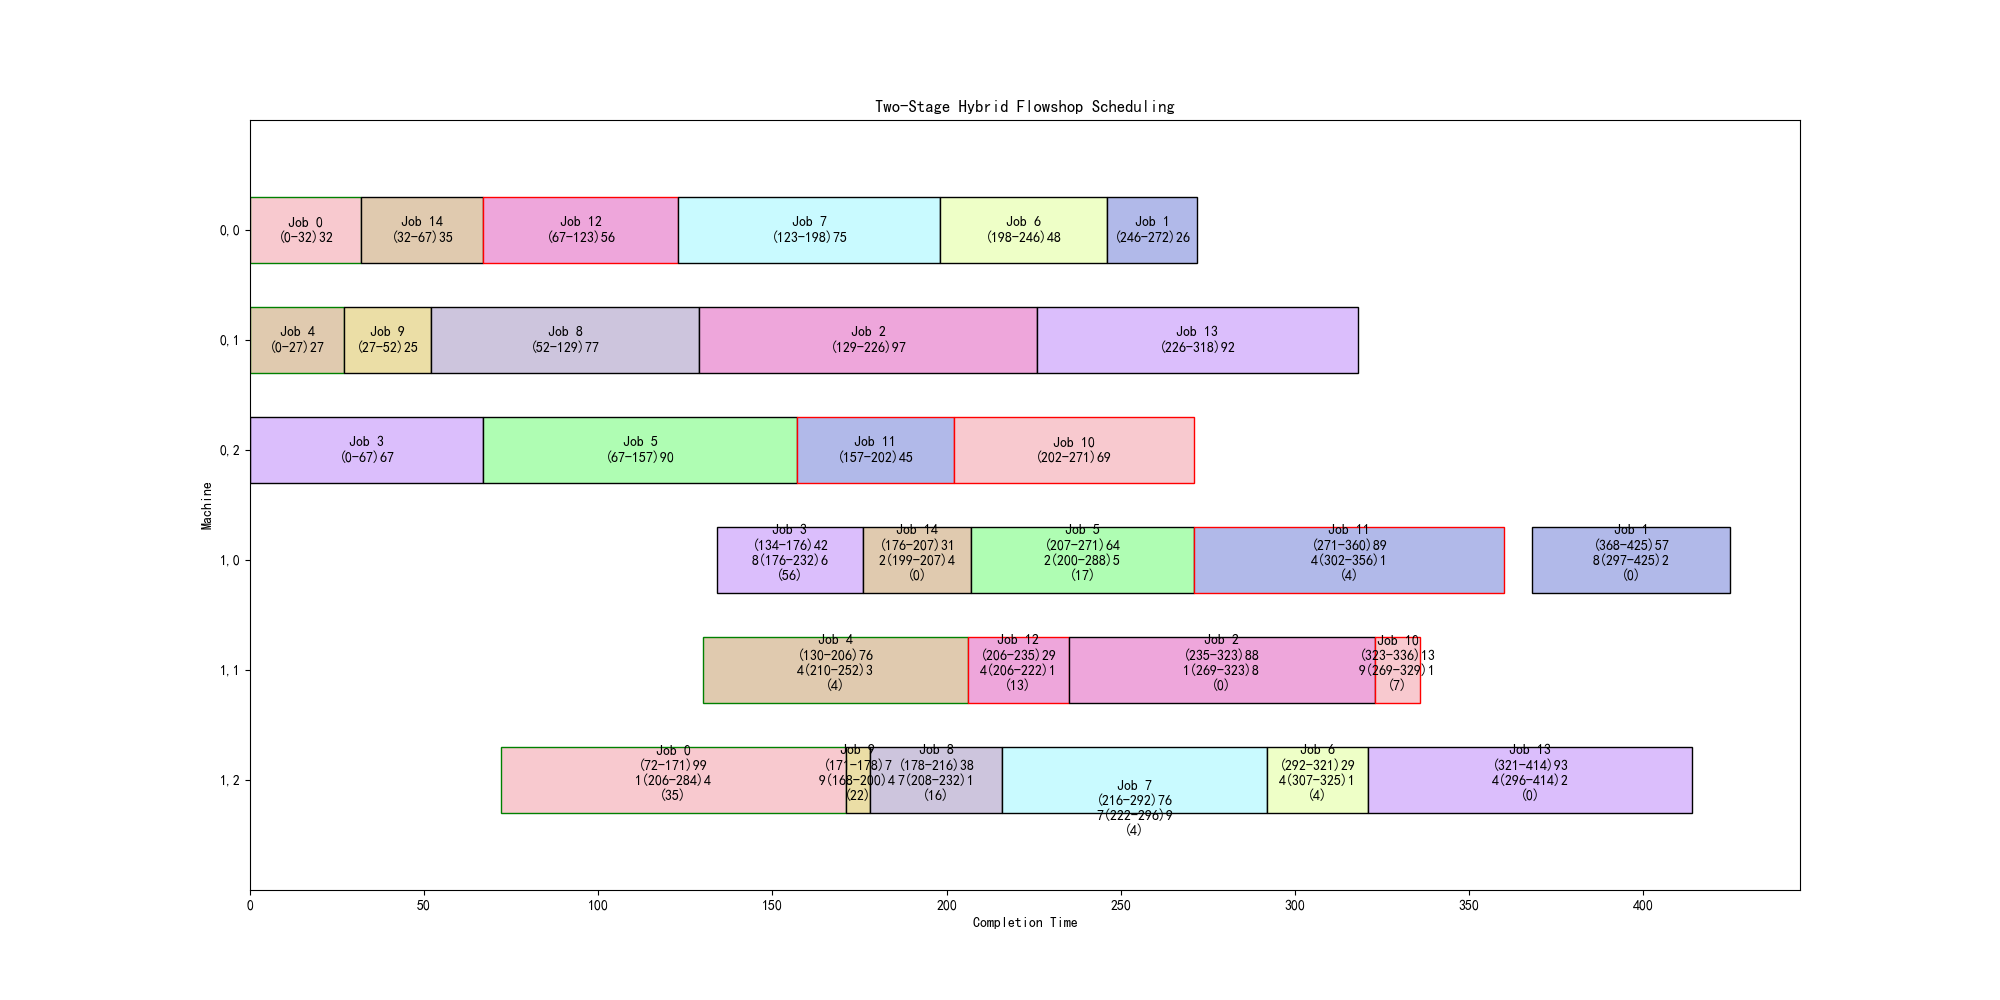 Two-Stage Hybrid Flowshop Scheduling
Machine
0,0
Job 0
(0-32)32
Job 14
(32-67)35
Job 12
(67-123)56
Job 7
(123-198)75
Job 6
(198-246)48
Job 1
(246-272)26
0,1
Job 4
(0-27)27
Job 9
(27-52)25
Job 8
(52-129)77
Job 2
(129-226)97
Job 13
(226-318)92
0,2
Job 3
(0-67)67
Job 5
(67-157)90
Job 11
(157-202)45
Job 10
(202-271)69
1,0
Job 3
(134-176)42
8(176-232)6
(56)
Job 14
(176-207)31
2(199-207)4
(0)
Job 5
(207-271)64
2(200-288)5
(17)
Job 11
(271-360)89
4(302-356)1
(4)
Job 1
(368-425)57
8(297-425)2
(0)
1,1
Job 4
(130-206)76
4(210-252)3
(4)
Job 12
(206-235)29
4(206-222)1
(13)
Job 2
(235-323)88
1(269-323)8
(0)
Job 10
(323-336)13
9(269-329)1
(7)
1,2
Job 0
(72-171)99
1(206-284)4
(35)
Job 9
(171-178)7
9(168-200)4
(22)
Job 8
(178-216)38
7(208-232)1
(16)
Job 7
(216-292)76
7(222-296)9
(4)
Job 6
(292-321)29
4(307-325)1
(4)
Job 13
(321-414)93
4(296-414)2
(0)
0
50
100
150
200
250
300
350
400
Completion Time